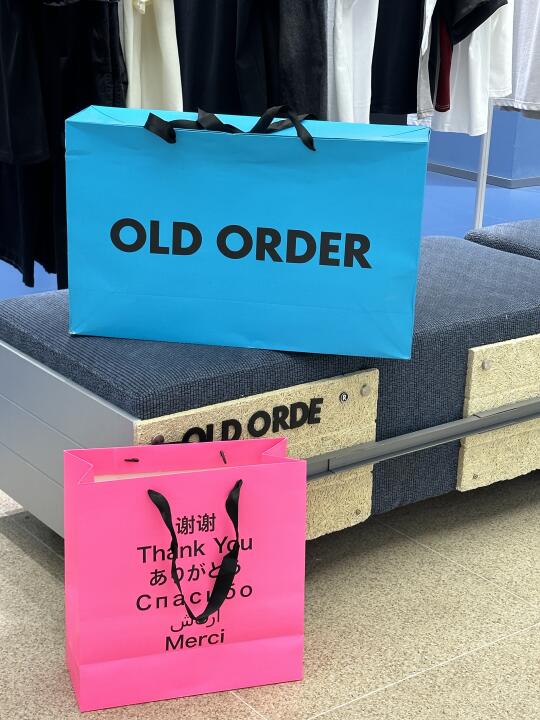 OLD ORDER
OLD ORDE
®
谢谢
Thank You
ありがとう
Спасибо
Merci